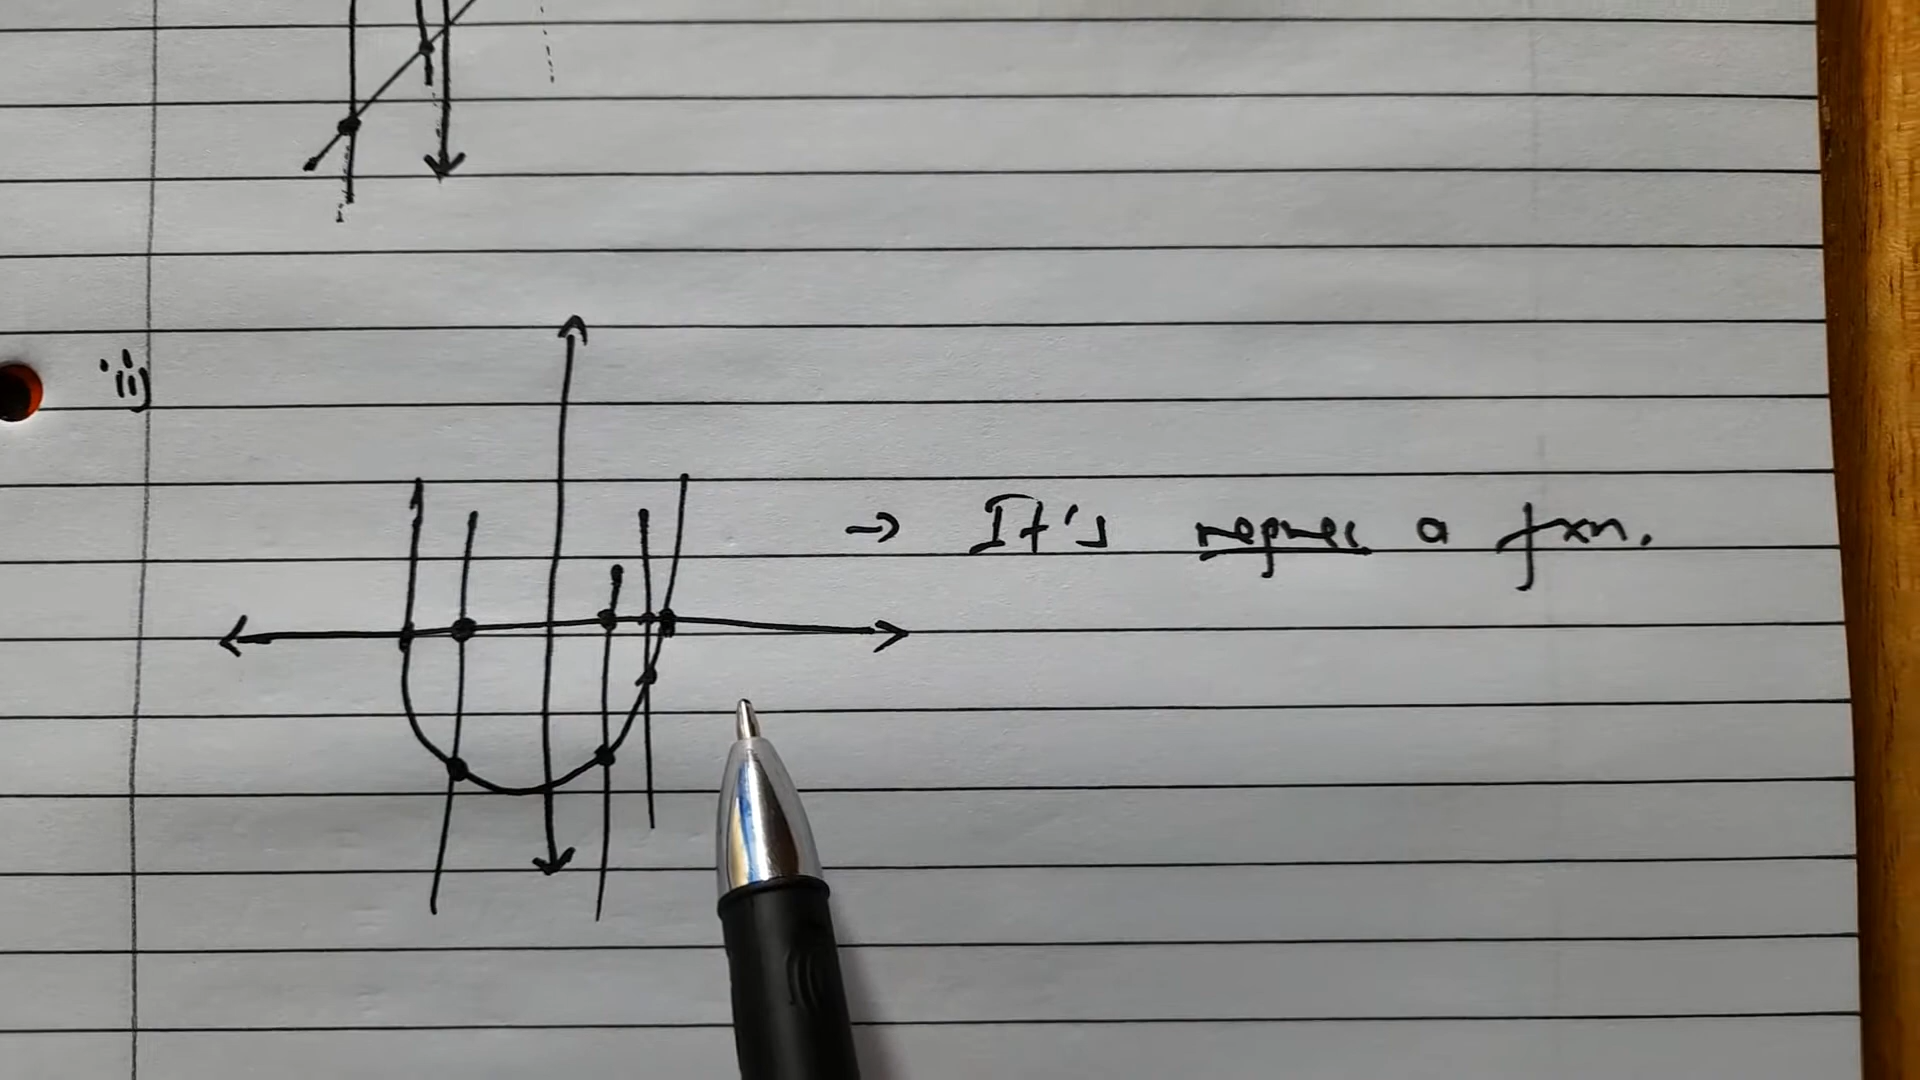 ii)
→ It's repres a fxn.